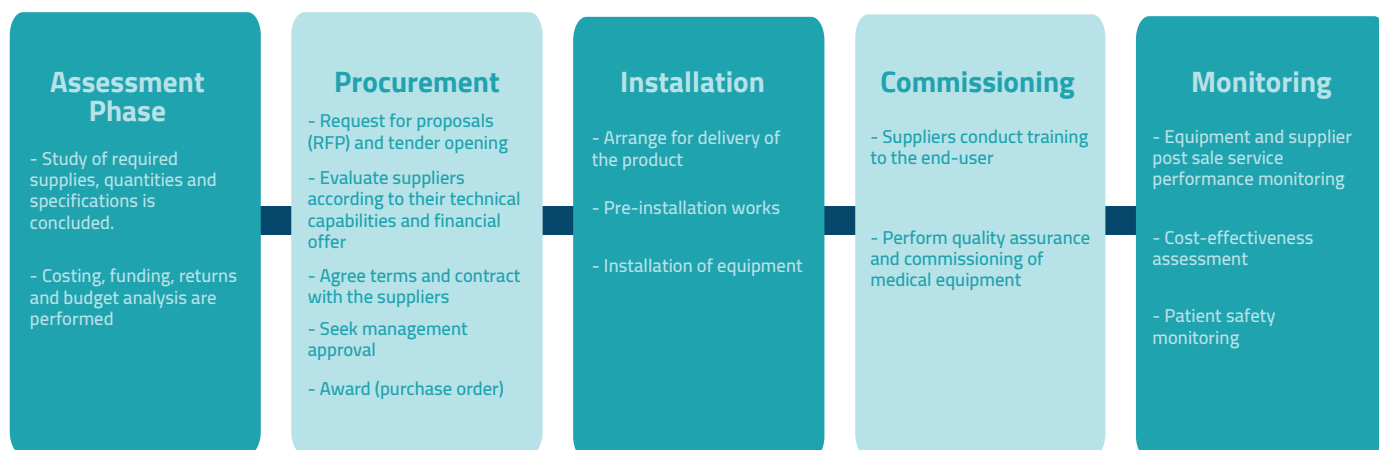 Assessment
Phase
- Study of required
supplies, quantities and
specifications is
concluded.
- Costing, funding, returns
and budget analysis are
performed
Procurement
- Request for proposals
(RFP) and tender opening
- Evaluate suppliers
according to their technical
capabilities and financial
offer
- Agree terms and contract
with the suppliers
- Seek management
approval
- Award (purchase order)
Installation
- Arrange for delivery of
the product
- Pre-installation works
- Installation of equipment
Commissioning
- Suppliers conduct training
to the end-user
- Perform quality assurance
and commissioning of
medical equipment
Monitoring
- Equipment and supplier
post sale service
performance monitoring
- Cost-effectiveness
assessment
- Patient safety
monitoring